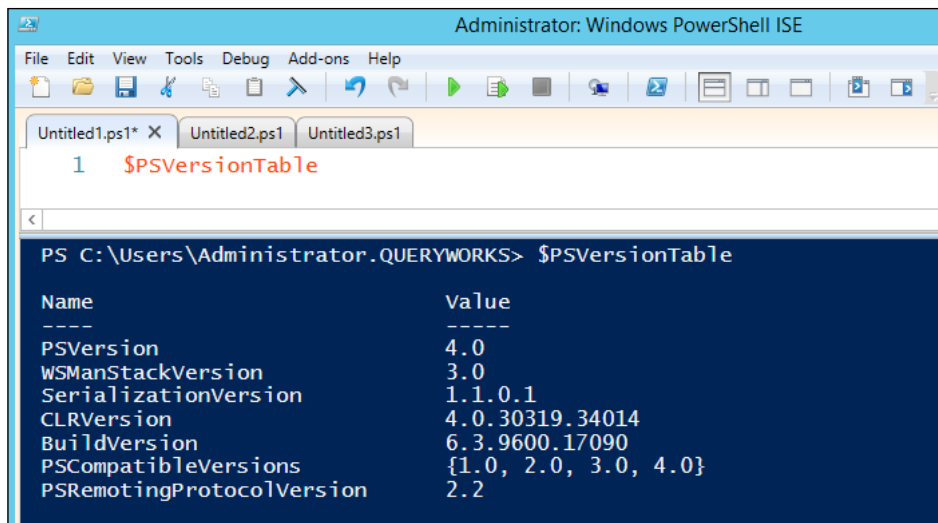 Administrator: Windows PowerShell ISE
File Edit View Tools Debug Add-ons Help
Untitled1.ps1* X Untitled2.ps1 Untitled3.ps1
1 $PSVersionTable
PS C:\Users\Administrator.QUERYWORKS> $PSVersionTable
Name Value
---- -----
PSVersion 4.0
WSManStackVersion 3.0
SerializationVersion 1.1.0.1
CLRVersion 4.0.30319.34014
BuildVersion 6.3.9600.17090
PSCompatibleVersions {1.0, 2.0, 3.0, 4.0}
PSRemotingProtocolVersion 2.2